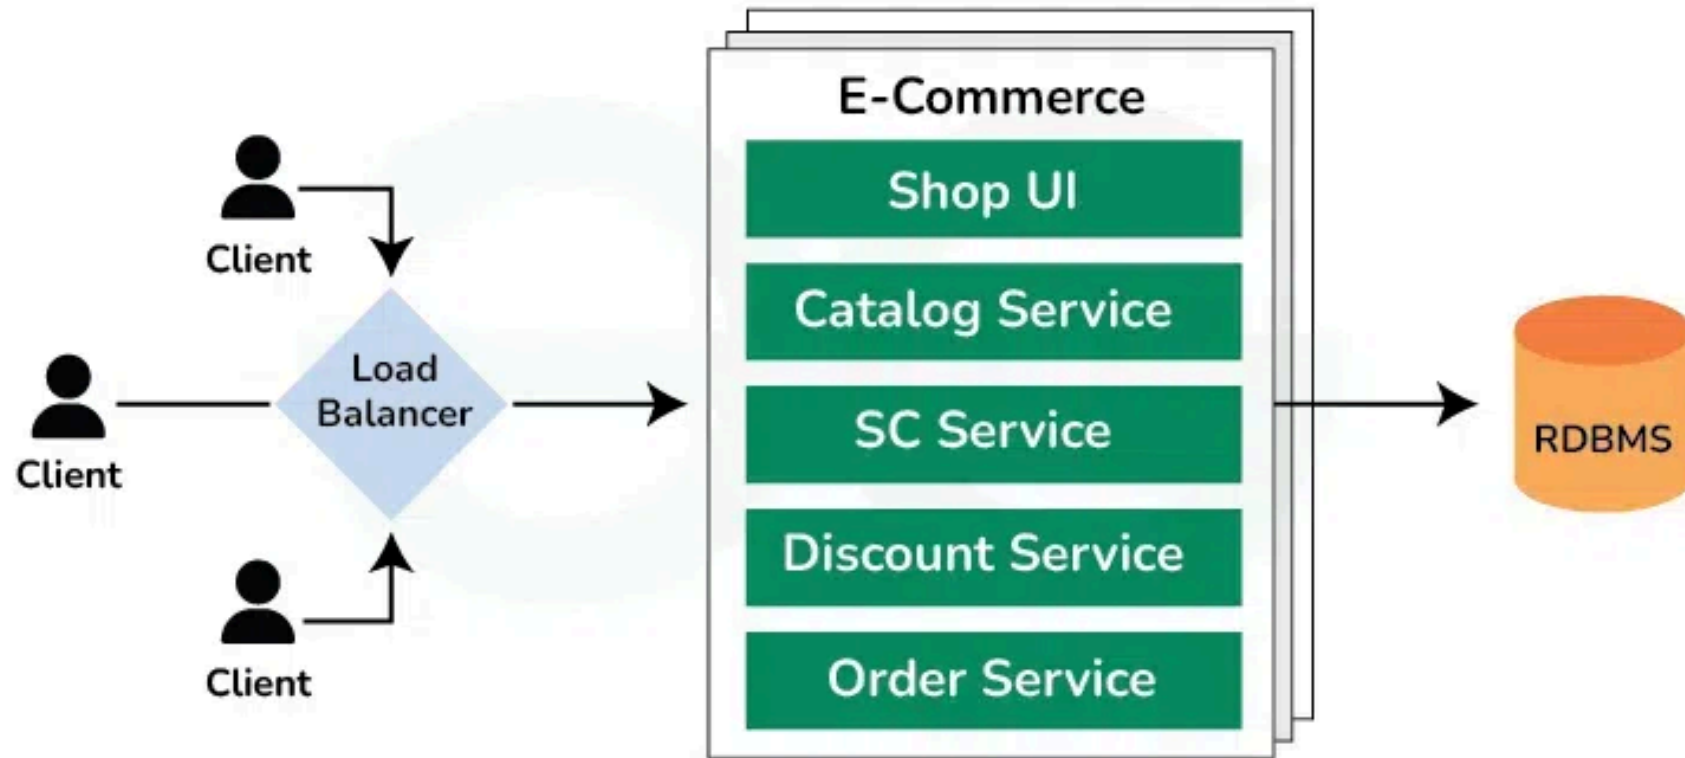 Client
Client
Client
Load
Balancer
E-Commerce
Shop UI
Catalog Service
SC Service
Discount Service
Order Service
RDBMS